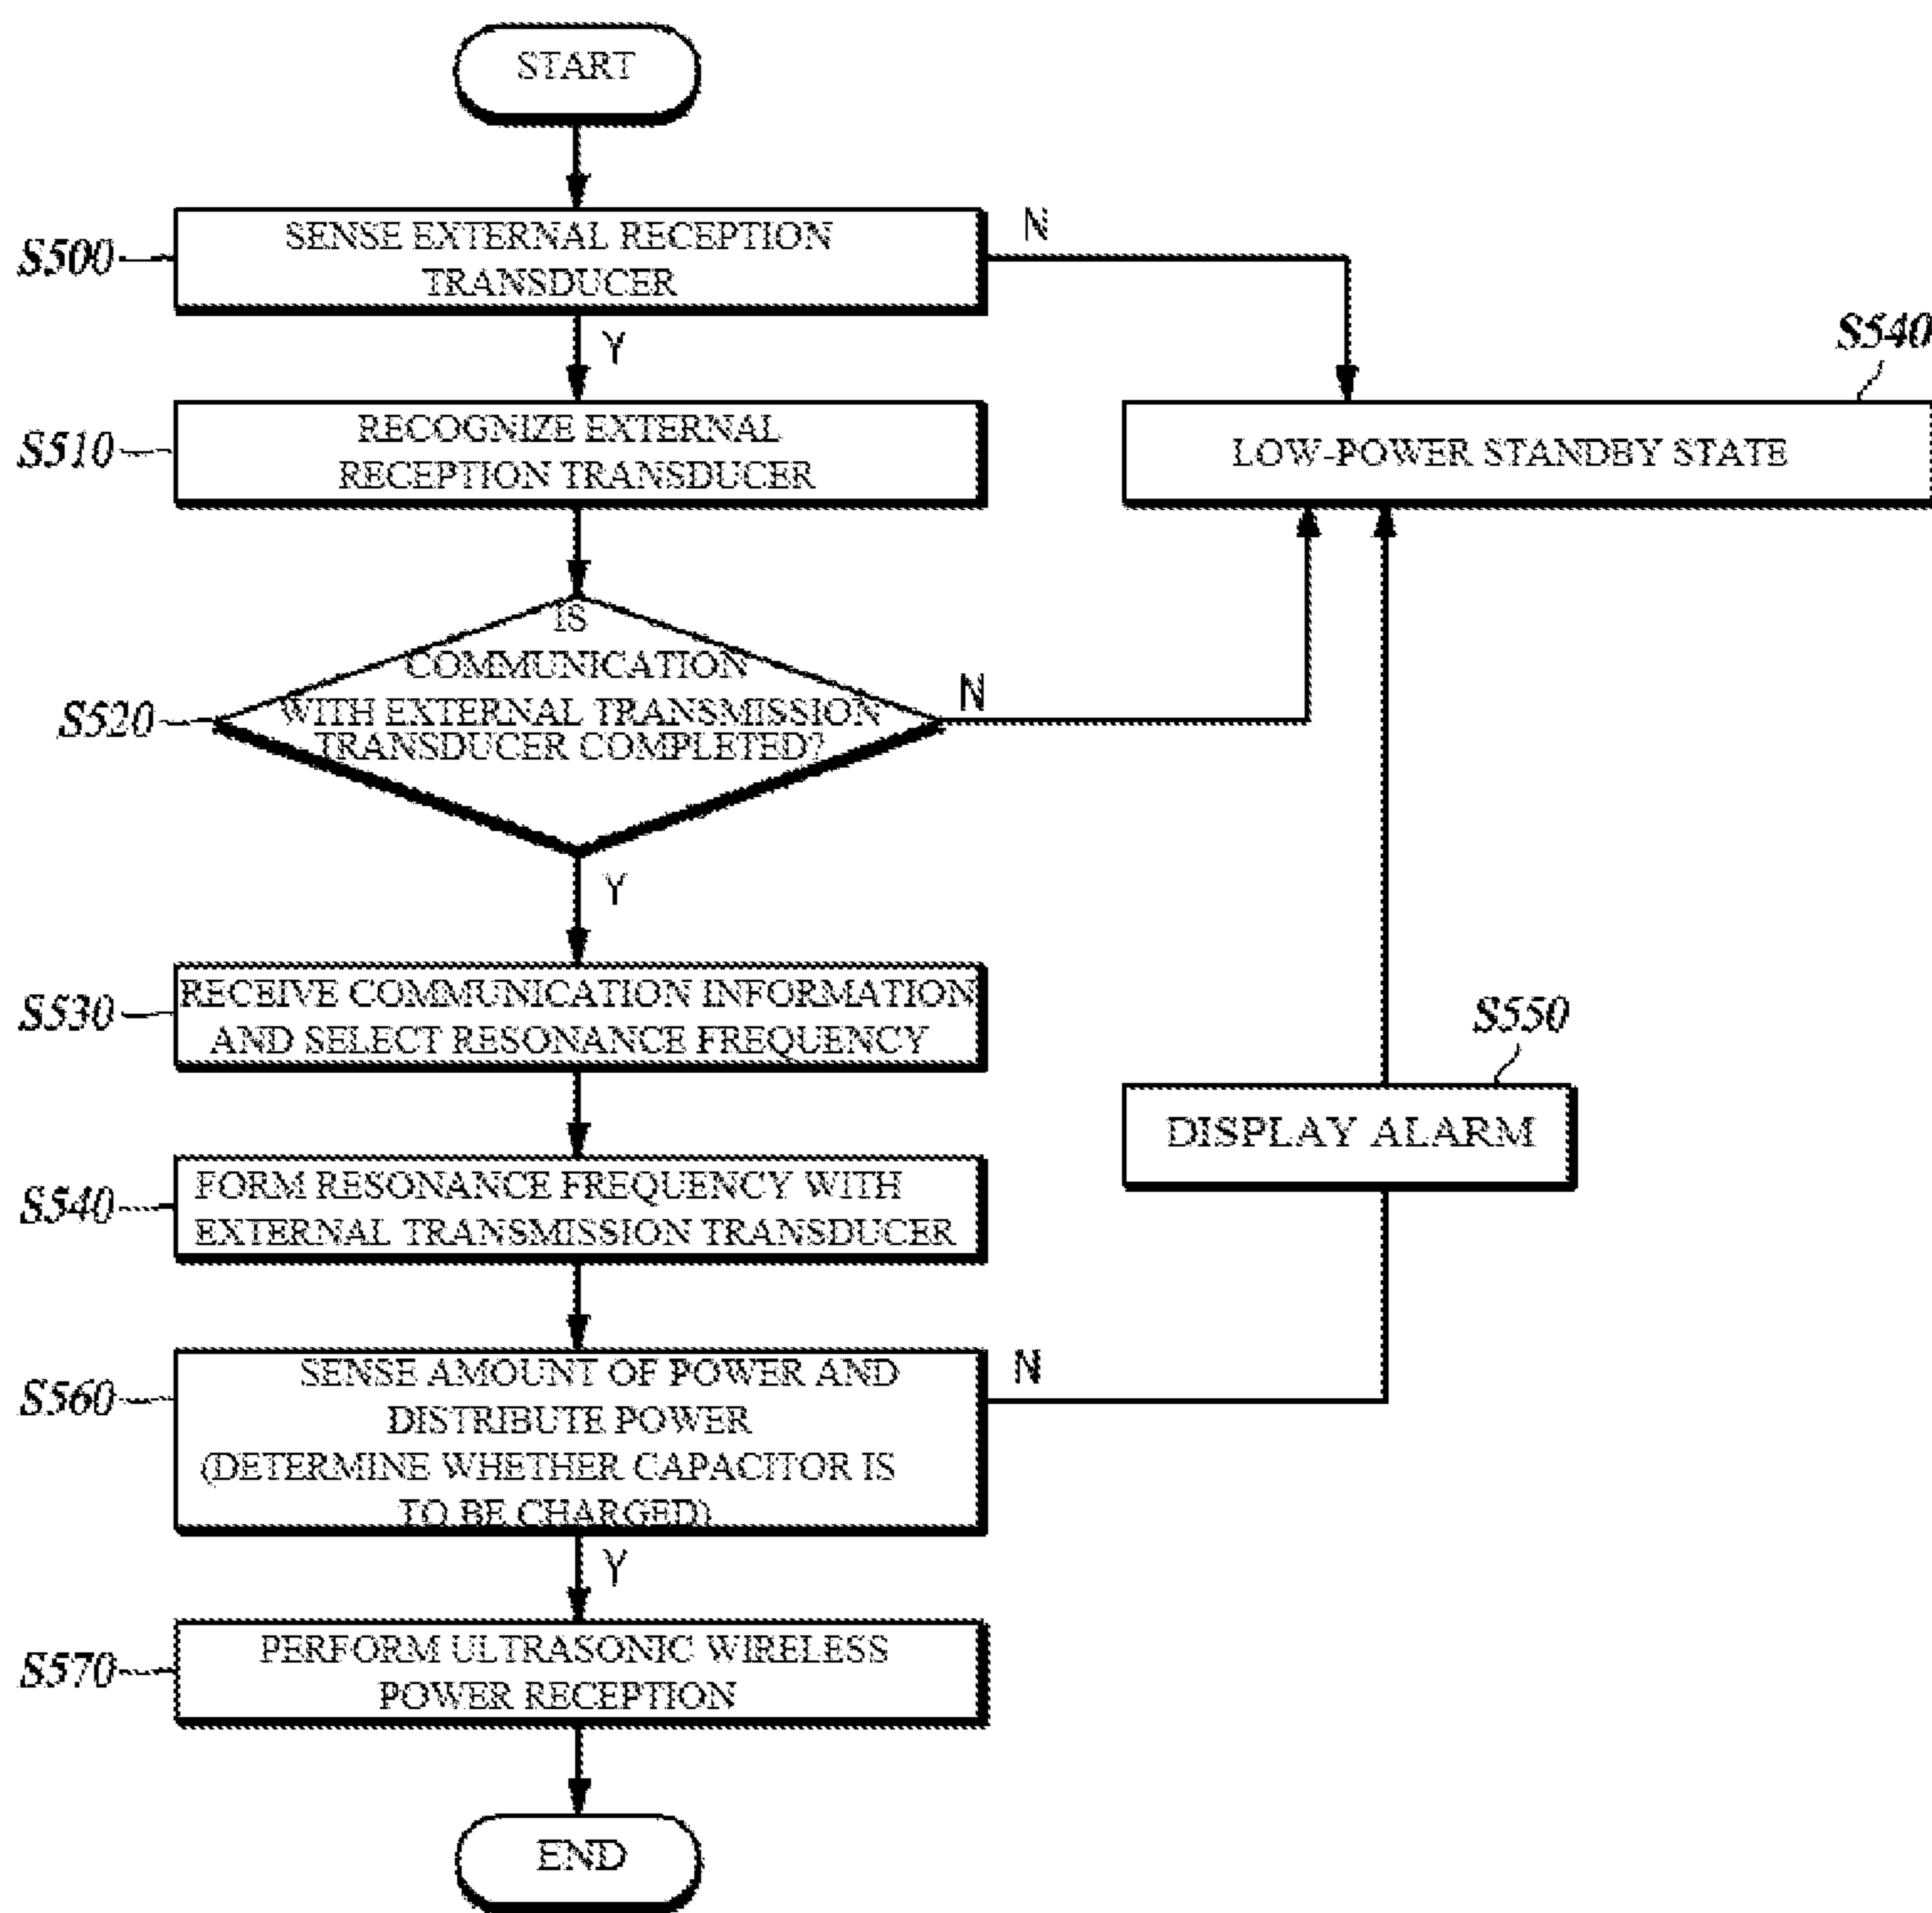 START
S500
SENSE EXTERNAL RECEPTION
TRANSDUCER
N
Y
S510
RECOGNIZE EXTERNAL
RECEPTION TRANSDUCER
S540
LOW-POWER STANDBY STATE
S520
IS
COMMUNICATION
WITH EXTERNAL TRANSMISSION
TRANSDUCER COMPLETED?
N
Y
S530
RECEIVE COMMUNICATION INFORMATION
AND SELECT RESONANCE FREQUENCY
S550
DISPLAY ALARM
S540
FORM RESONANCE FREQUENCY WITH
EXTERNAL TRANSMISSION TRANSDUCER
S560
SENSE AMOUNT OF POWER AND
DISTRIBUTE POWER
(DETERMINE WHETHER CAPACITOR IS
TO BE CHARGED)
N
Y
S570
PERFORM ULTRASONIC WIRELESS
POWER RECEPTION
END